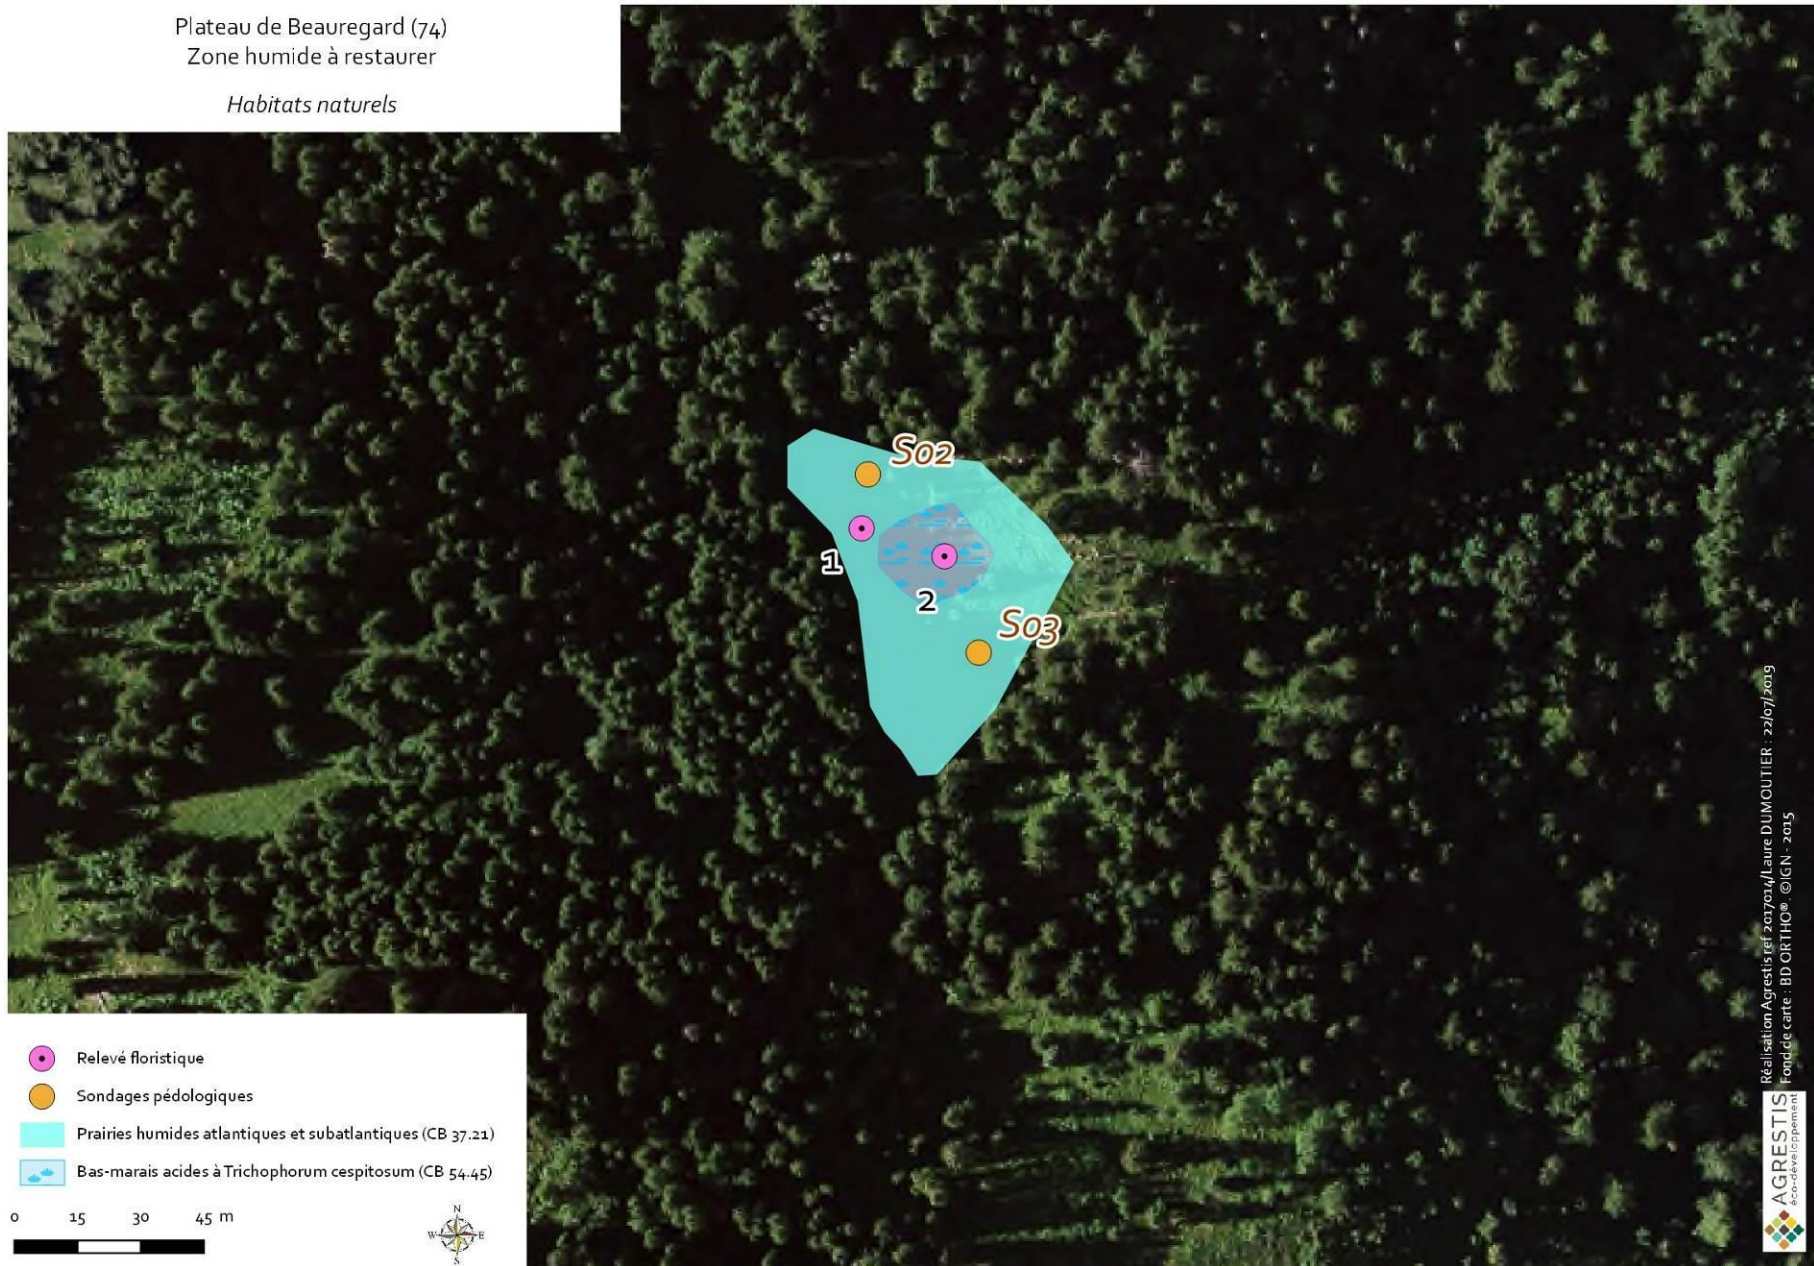 Plateau de Beauregard (74)
Zone humide à restaurer
Habitats naturels
So2
1
2
So3
Relevé floristique
Sondages pédologiques
Prairies humides atlantiques et subatlantiques (CB 37.21)
Bas-marais acides à Trichophorum cespitosum (CB 54.45)
0 15 30 45 m
N
W E
S
Réalisation Agrestis ref 2017014/Laure DUMOUTIER : 22/07/2019
Fond de carte : BD ORTHO®. ©IGN - 2015
AGRESTIS
éco-développement